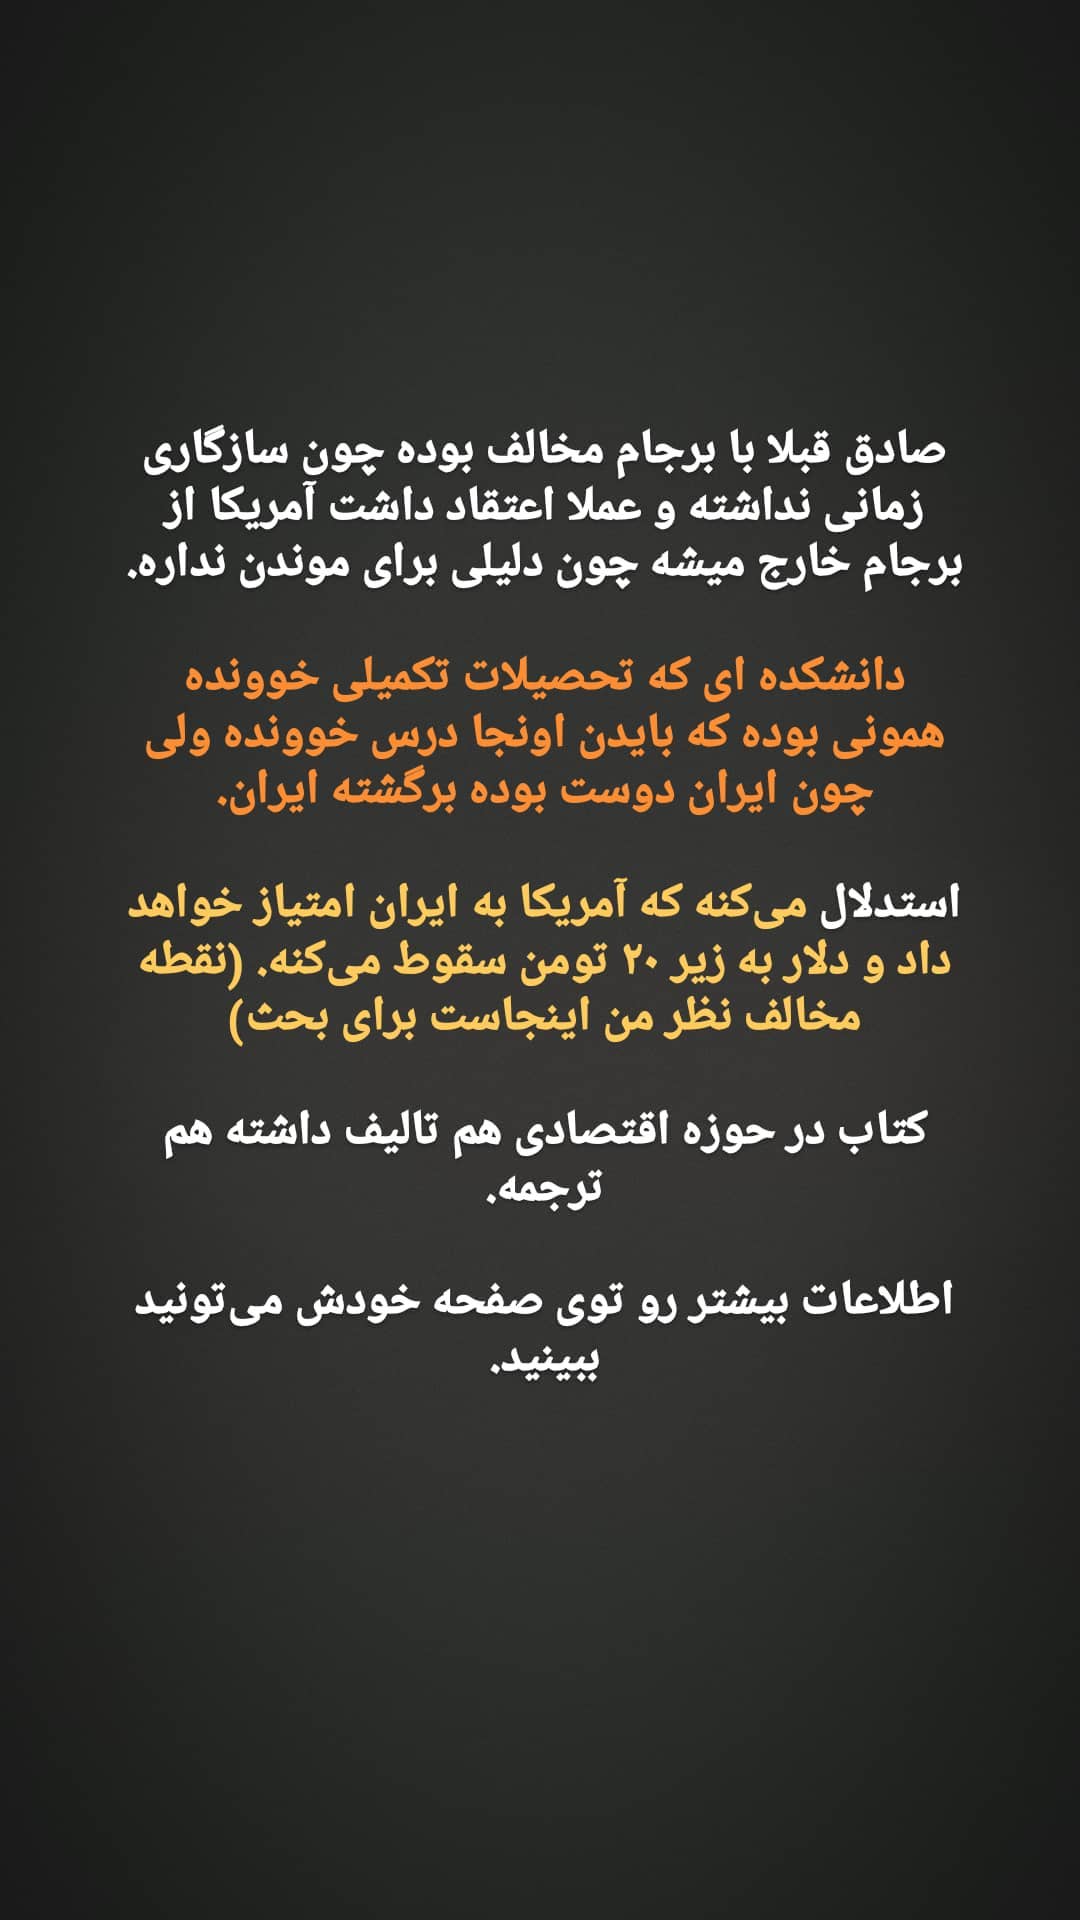 صادق قبلا با برجام مخالف بوده چون سازگاری
زمانی نداشته و عملا اعتقاد داشت آمریکا از
برجام خارج میشه چون دلیلی برای موندن نداره.
دانشکده ای که تحصیلات تکمیلی خوونده
همونی بوده که بایدن اونجا درس خوونده ولی
چون ایران دوست بوده برگشته ایران.
استدلال می‌کنه که آمریکا به ایران امتیاز خواهد
داد و دلار به زیر ۲۰ تومن سقوط می‌کنه. (نقطه
مخالف نظر من اینجاست برای بحث)
کتاب در حوزه اقتصادی هم تالیف داشته هم
ترجمه.
اطلاعات بیشتر رو توی صفحه خودش می‌تونید
ببینید.